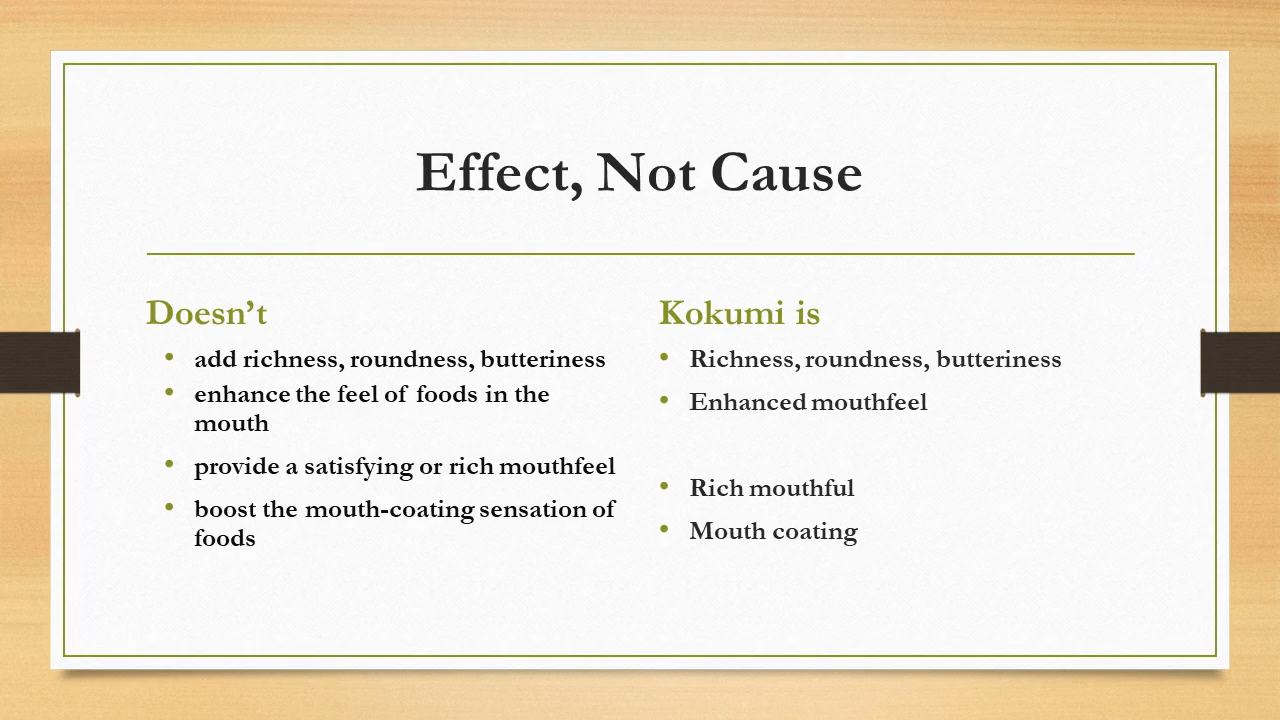 Effect, Not Cause
Doesn’t
• add richness, roundness, butteriness
• enhance the feel of foods in the
mouth
• provide a satisfying or rich mouthfeel
• boost the mouth-coating sensation of
foods
Kokumi is
• Richness, roundness, butteriness
• Enhanced mouthfeel
• Rich mouthful
• Mouth coating